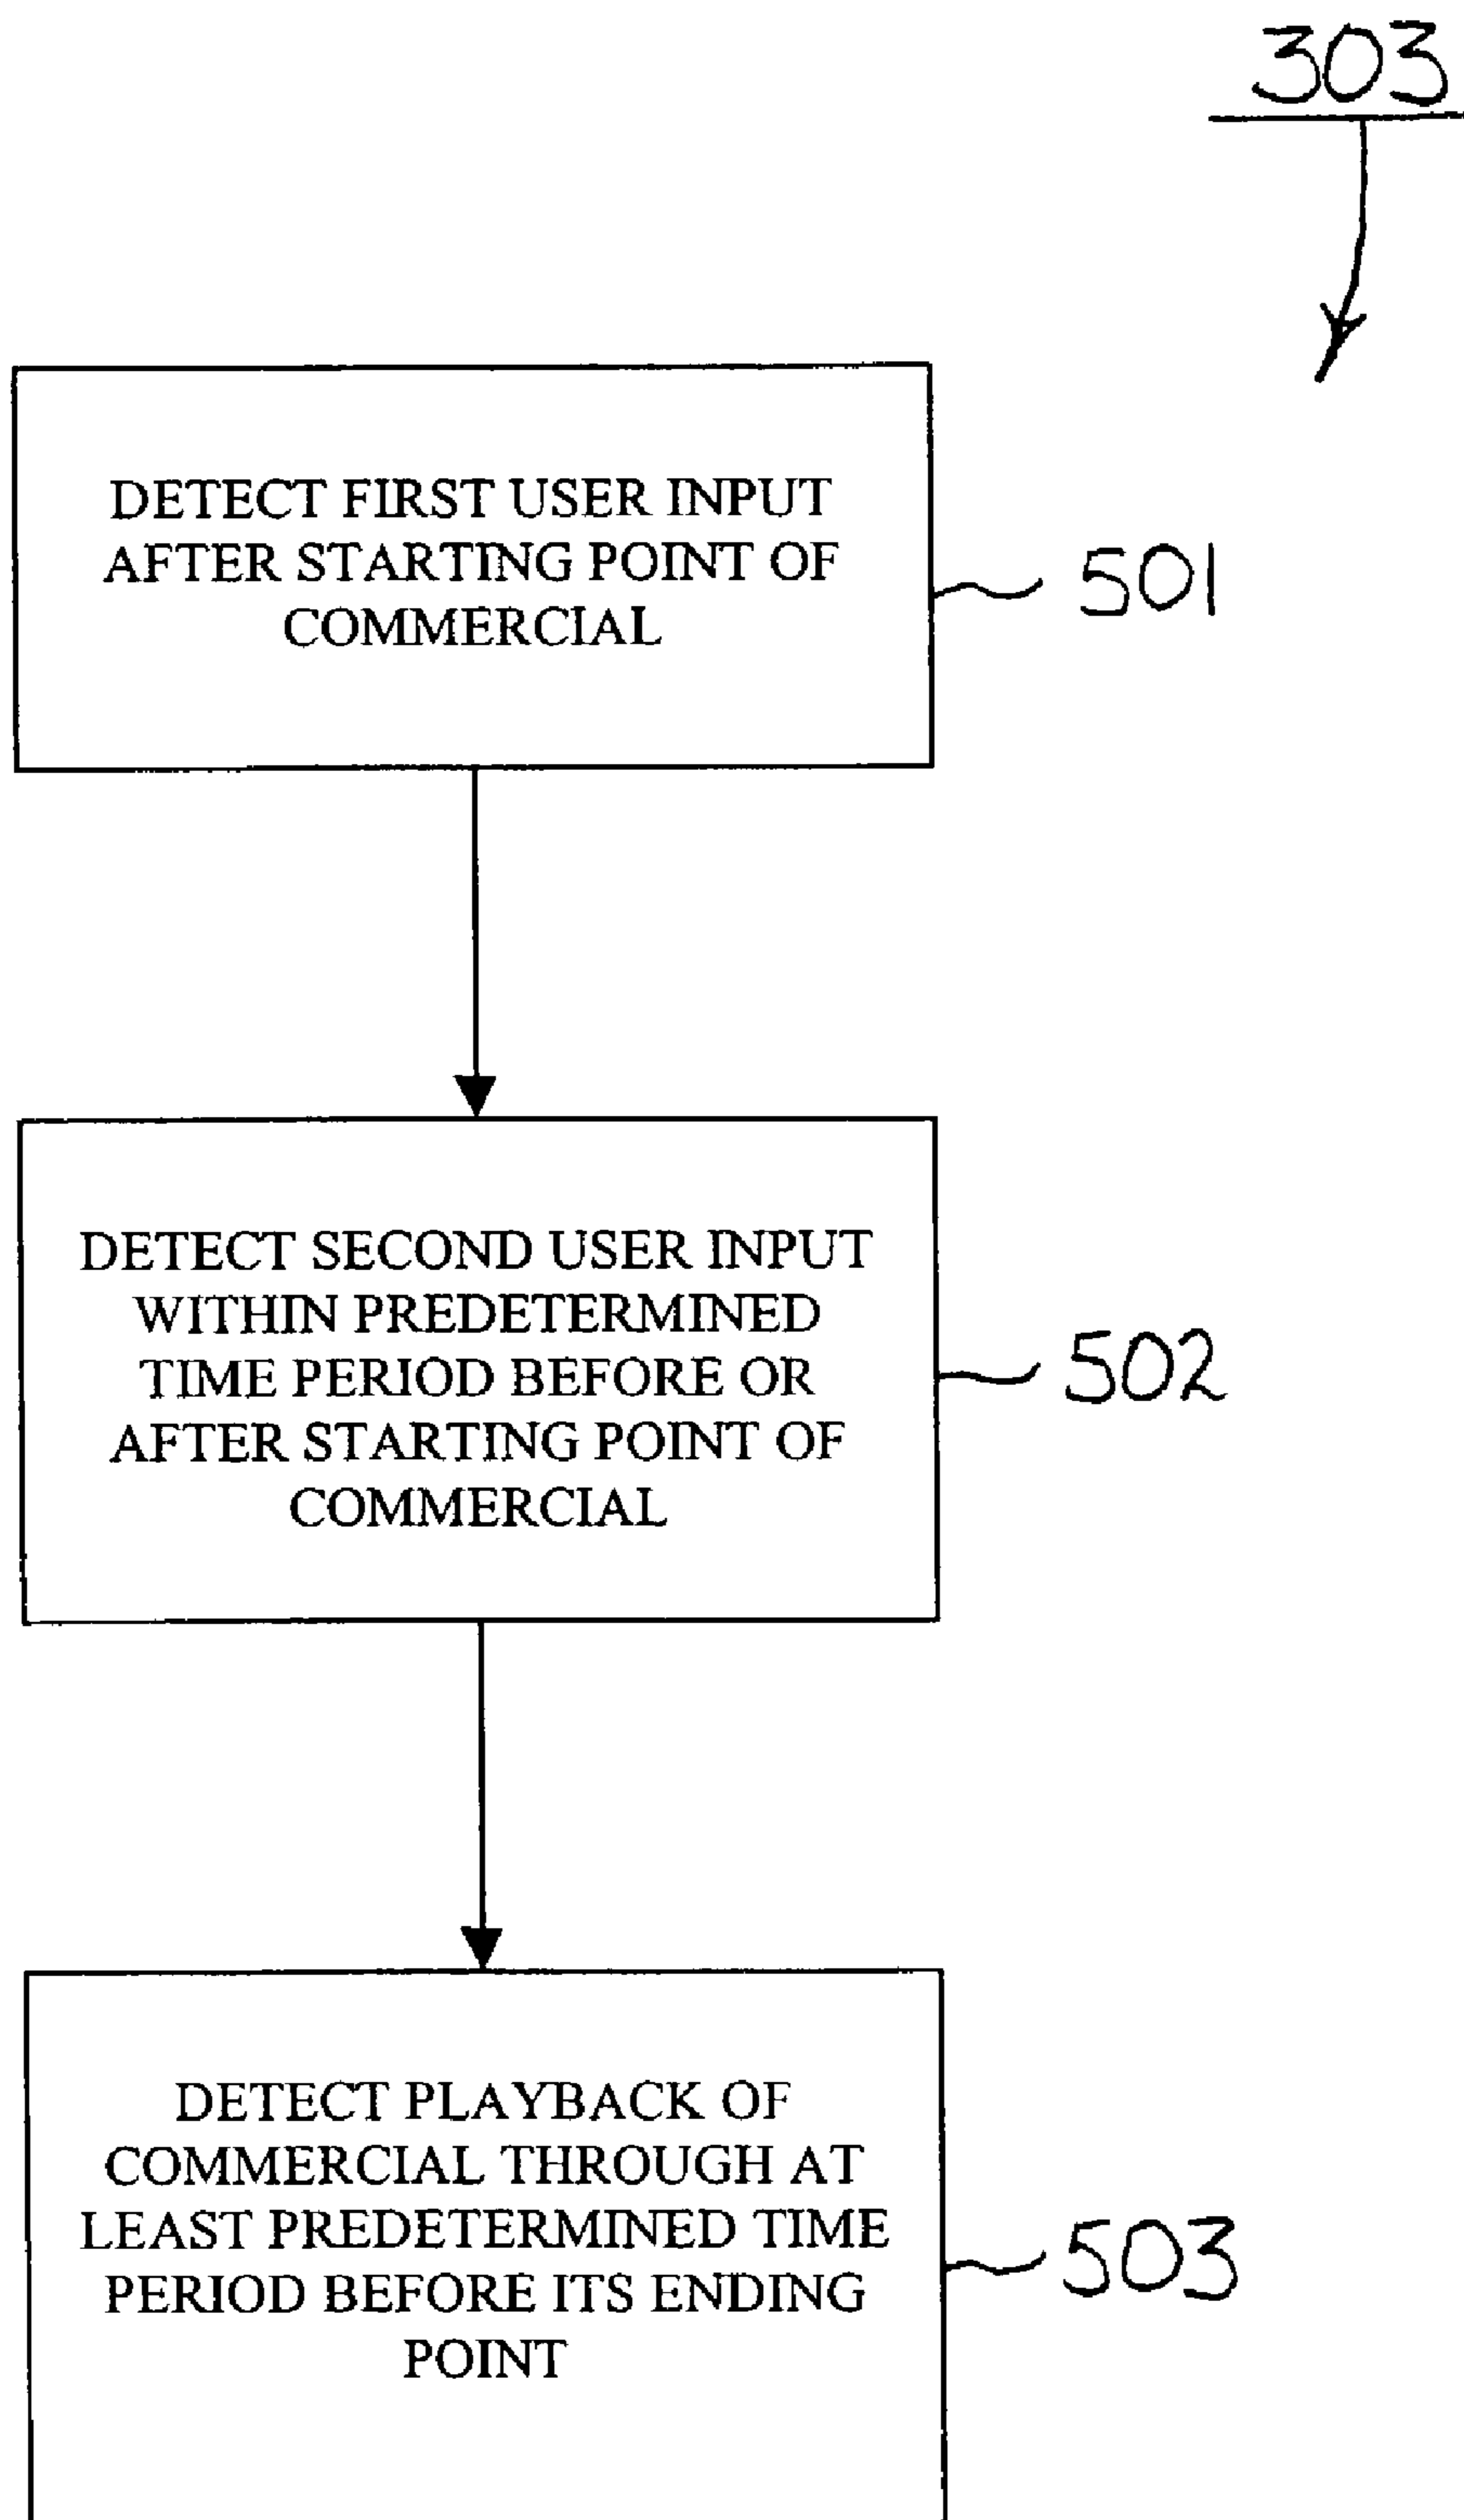 303
DETECT FIRST USER INPUT
AFTER STARTING POINT OF
COMMERCIAL
501
DETECT SECOND USER INPUT
WITHIN PREDETERMINED
TIME PERIOD BEFORE OR
AFTER STARTING POINT OF
COMMERCIAL
502
DETECT PLAYBACK OF
COMMERCIAL THROUGH AT
LEAST PREDETERMINED TIME
PERIOD BEFORE ITS ENDING
POINT
503